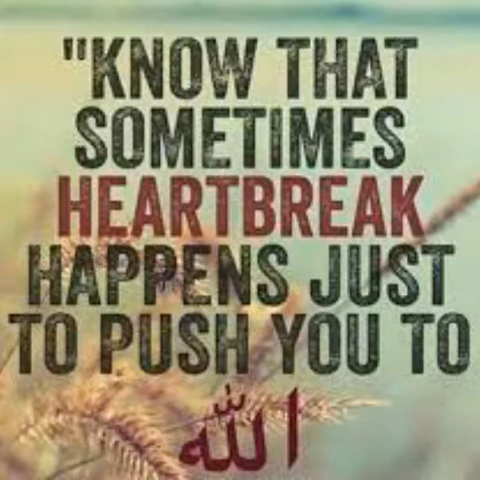 "KNOW THAT
SOMETIMES
HEARTBREAK
HAPPENS JUST
TO PUSH YOU TO
الله